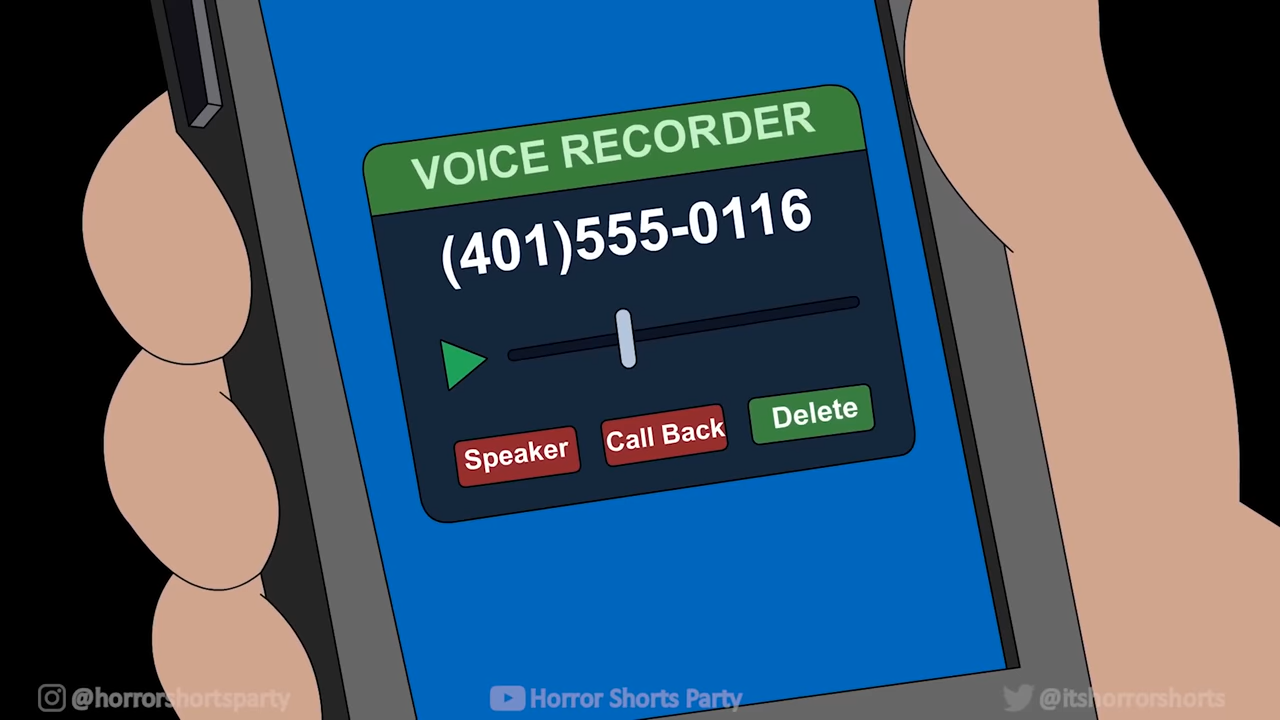 VOICE RECORDER
(401)555-0116
Speaker
Call Back
Delete
@horrorshortsparty
Horror Shorts Party
@itshorrorshorts